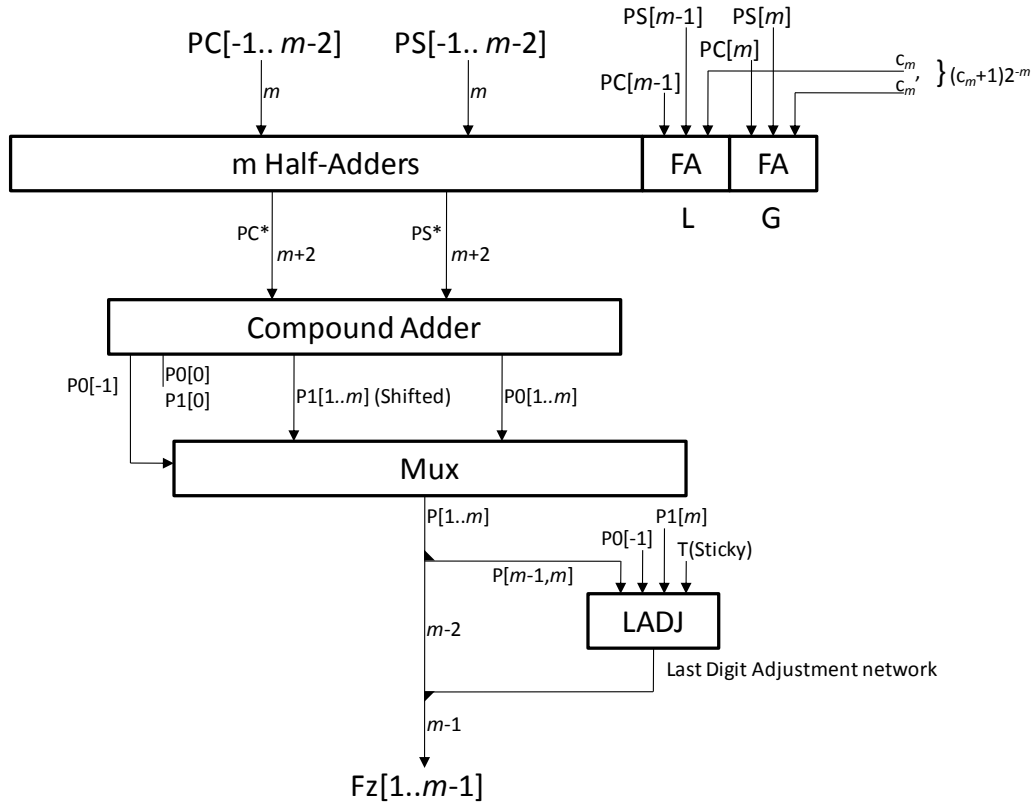 PC[-1.. m-2]
PS[-1.. m-2]
PS[m-1]
PS[m]
PC[m-1]
PC[m]
cₘ,
cₘ
} (cₘ+1)2⁻ᵐ
m
m
m Half-Adders
FA
FA
L
G
PC*
m+2
PS*
m+2
Compound Adder
P0[-1]
P0[0]
P1[0]
P1[1..m] (Shifted)
P0[1..m]
Mux
P[1..m]
P[m-1,m]
P0[-1]
P1[m]
T(Sticky)
LADJ
m-2
Last Digit Adjustment network
m-1
Fz[1..m-1]